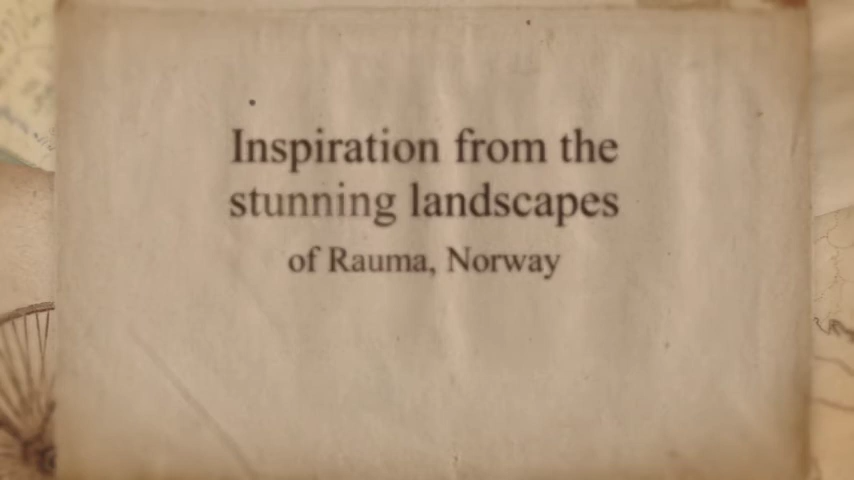 Inspiration from the
stunning landscapes
of Rauma, Norway